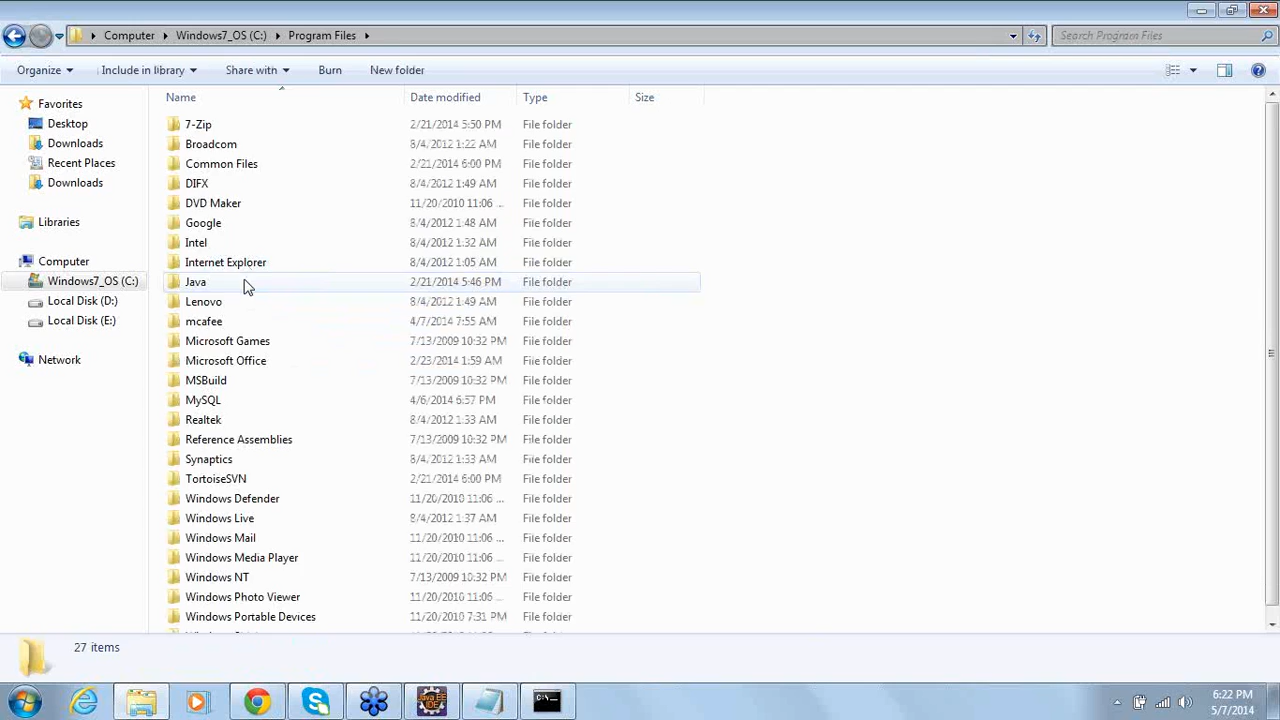 Computer Windows7_OS (C:) Program Files Search Program Files
Organize Include in library Share with Burn New folder
Name Date modified Type Size
Favorites
Desktop
Downloads
Recent Places
Downloads
Libraries
Computer
Windows7_OS (C:)
Local Disk (D:)
Local Disk (E:)
Network
7-Zip 2/21/2014 5:50 PM File folder
Broadcom 8/4/2012 1:22 AM File folder
Common Files 2/21/2014 6:00 PM File folder
DIFX 8/4/2012 1:49 AM File folder
DVD Maker 11/20/2010 11:06 ... File folder
Google 8/4/2012 1:48 AM File folder
Intel 8/4/2012 1:32 AM File folder
Internet Explorer 8/4/2012 1:05 AM File folder
Java 2/21/2014 5:46 PM File folder
Lenovo 8/4/2012 1:49 AM File folder
mcafee 4/7/2014 7:55 AM File folder
Microsoft Games 7/13/2009 10:32 PM File folder
Microsoft Office 2/23/2014 1:59 AM File folder
MSBuild 7/13/2009 10:32 PM File folder
MySQL 4/6/2014 6:57 PM File folder
Realtek 8/4/2012 1:33 AM File folder
Reference Assemblies 7/13/2009 10:32 PM File folder
Synaptics 8/4/2012 1:33 AM File folder
TortoiseSVN 2/21/2014 6:00 PM File folder
Windows Defender 11/20/2010 11:06 ... File folder
Windows Live 8/4/2012 1:37 AM File folder
Windows Mail 11/20/2010 11:06 ... File folder
Windows Media Player 11/20/2010 11:06 ... File folder
Windows NT 7/13/2009 10:32 PM File folder
Windows Photo Viewer 11/20/2010 11:06 ... File folder
Windows Portable Devices 11/20/2010 7:31 PM File folder
27 items
Java EE
IDE
6:22 PM
5/7/2014